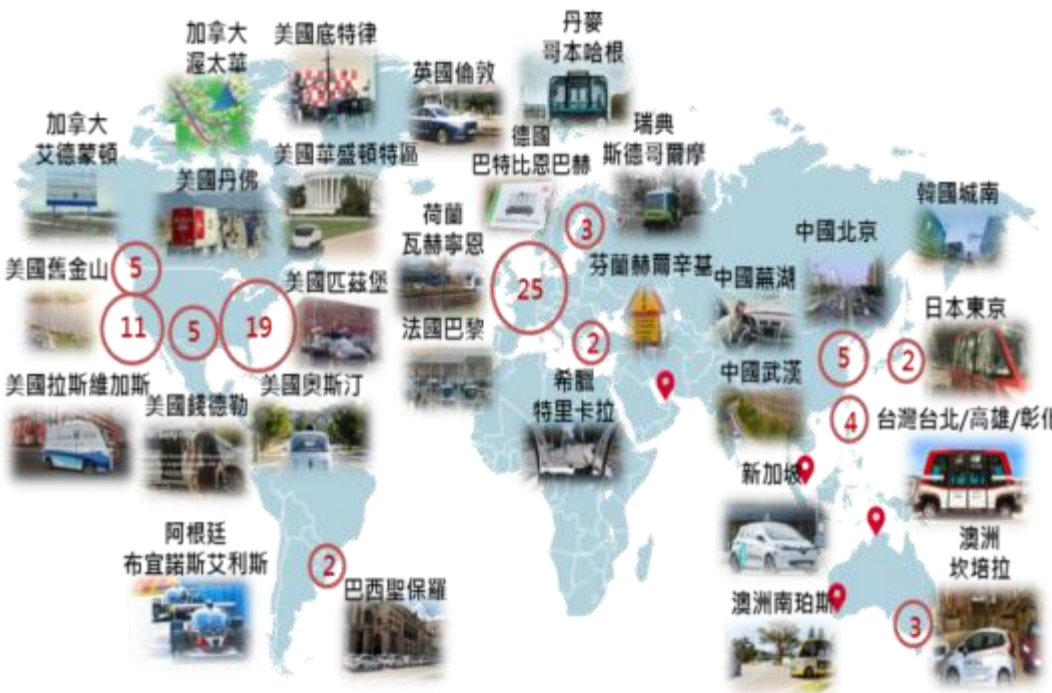 加拿大
渥太華
美國底特律
英國倫敦
丹麥
哥本哈根
加拿大
艾德蒙頓
美國丹佛
美國華盛頓特區
德國
巴特比恩巴赫
瑞典
斯德哥爾摩
韓國城南
荷蘭
瓦赫寧恩
3
中國北京
美國舊金山
5
美國匹茲堡
25
芬蘭赫爾辛基
中國蕪湖
日本東京
11
5
19
法國巴黎
2
5
2
美國拉斯維加斯
美國錢德勒
美國奧斯汀
希臘
特里卡拉
中國武漢
4
台灣台北/高雄/彰化
新加坡
阿根廷
布宜諾斯艾利斯
2
巴西聖保羅
澳洲
坎培拉
澳洲南珀斯
3